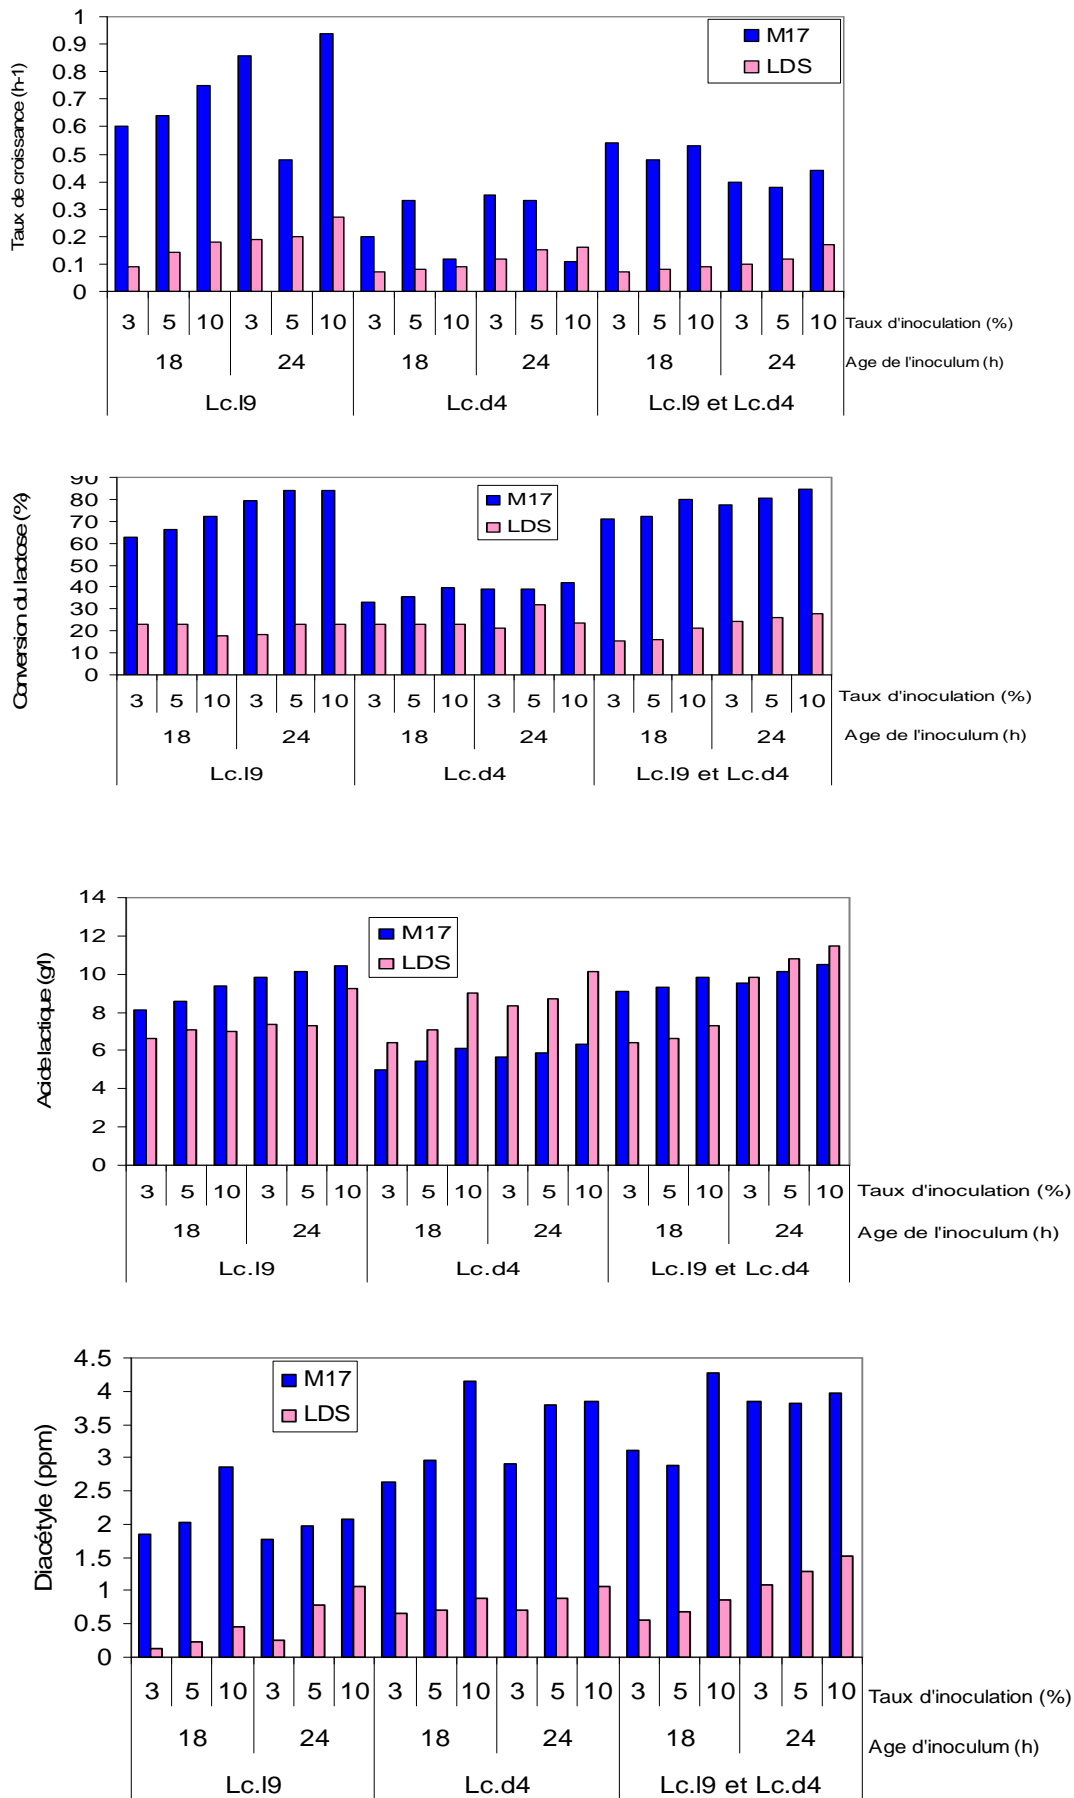 Taux de croissance (h-1)
1
0.9
0.8
0.7
0.6
0.5
0.4
0.3
0.2
0.1
0
M17
LDS
3 5 10 3 5 10 3 5 10 3 5 10 3 5 10 3 5 10 Taux d'inoculation (%)
18 24 18 24 18 24 Age de l'inoculum (h)
Lc.l9 Lc.d4 Lc.l9 et Lc.d4
Conversion du lactose (%)
90
80
70
60
50
40
30
20
10
0
M17
LDS
3 5 10 3 5 10 3 5 10 3 5 10 3 5 10 3 5 10 Taux d'inoculation (%)
18 24 18 24 18 24 Age de l'inoculum (h)
Lc.l9 Lc.d4 Lc.l9 et Lc.d4
Acide lactique (g/l)
14
12
10
8
6
4
2
0
M17
LDS
3 5 10 3 5 10 3 5 10 3 5 10 3 5 10 3 5 10 Taux d'inoculation (%)
18 24 18 24 18 24 Age de l'inoculum (h)
Lc.l9 Lc.d4 Lc.l9 et Lc.d4
Diacétyle (ppm)
4.5
4
3.5
3
2.5
2
1.5
1
0.5
0
M17
LDS
3 5 10 3 5 10 3 5 10 3 5 10 3 5 10 3 5 10 Taux d'inoculation (%)
18 24 18 24 18 24 Age d'inoculum (h)
Lc.l9 Lc.d4 Lc.l9 et Lc.d4